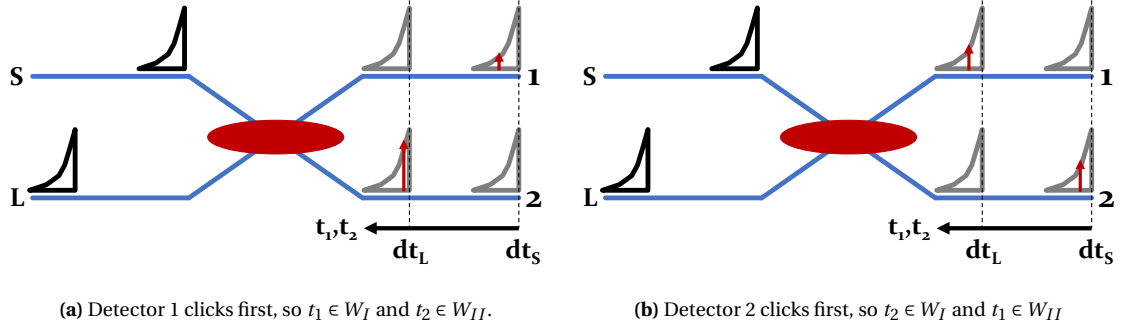 S 1
L 2
t₁,t₂
dt_L dt_S
(a) Detector 1 clicks first, so t₁ ∈ W_I and t₂ ∈ W_II.
S 1
L 2
t₁,t₂
dt_L dt_S
(b) Detector 2 clicks first, so t₂ ∈ W_I and t₁ ∈ W_II